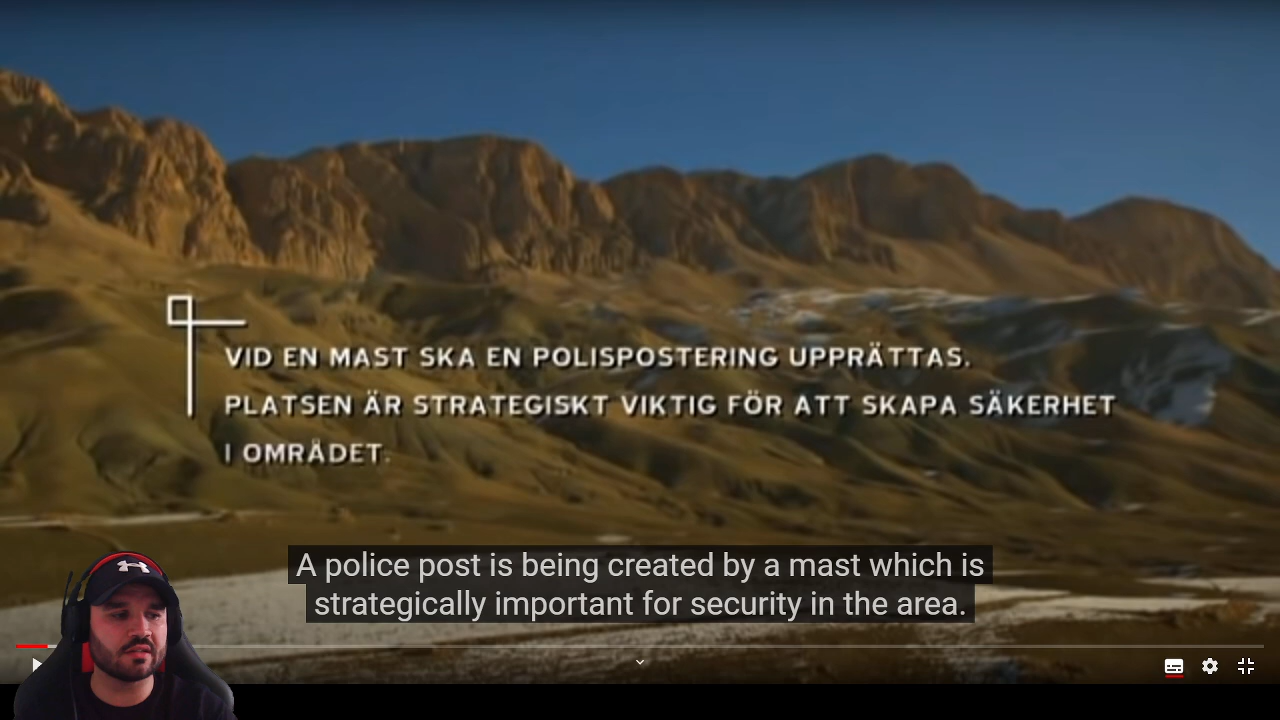 VID EN MAST SKA EN POLISPOSTERING UPPRÄTTAS.
PLATSEN ÄR STRATEGISKT VIKTIG FÖR ATT SKAPA SÄKERHET
I OMRÅDET.
A police post is being created by a mast which is
strategically important for security in the area.